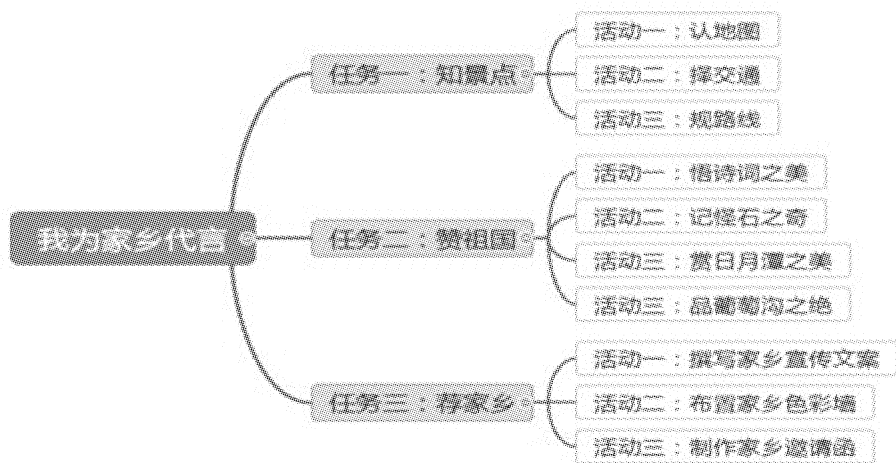 我为家乡代言
任务一：知景点
活动一：认地图
活动二：择交通
活动三：规路线
任务二：赞祖国
活动一：悟诗词之美
活动二：记怪石之奇
活动三：赏日月潭之美
活动三：品葡萄沟之绝
任务三：荐家乡
活动一：撰写家乡宣传文案
活动二：布置家乡色彩墙
活动三：制作家乡邀请函